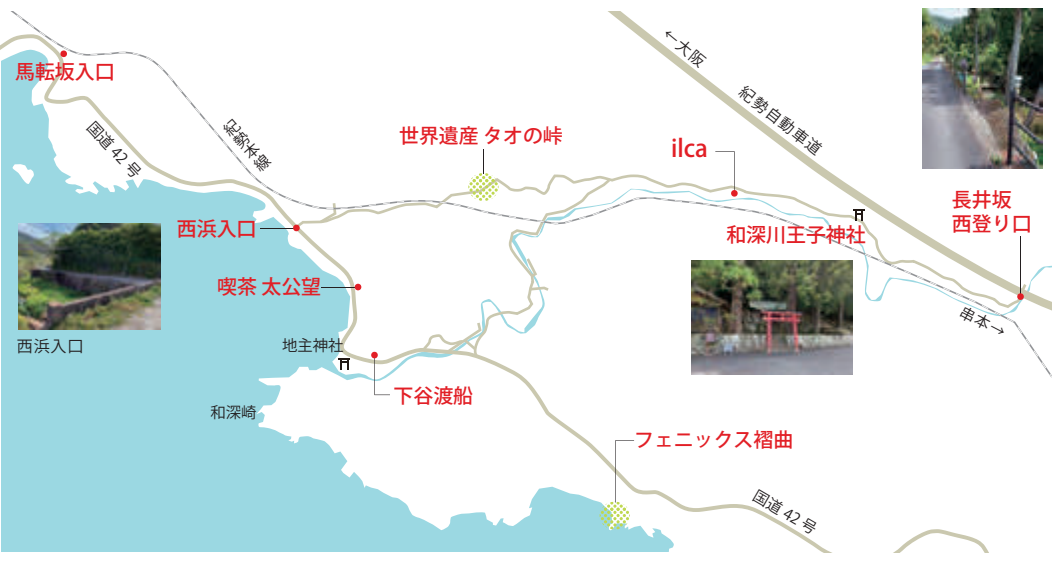 ←大阪
馬転坂入口
紀勢自動車道
国道 42 号
紀勢本線
世界遺産 タオの峠
ilca
長井坂
西登り口
西浜入口
和深川王子神社
喫茶 太公望
串本→
西浜入口
地主神社
下谷渡船
和深崎
フェニックス褶曲
国道 42 号